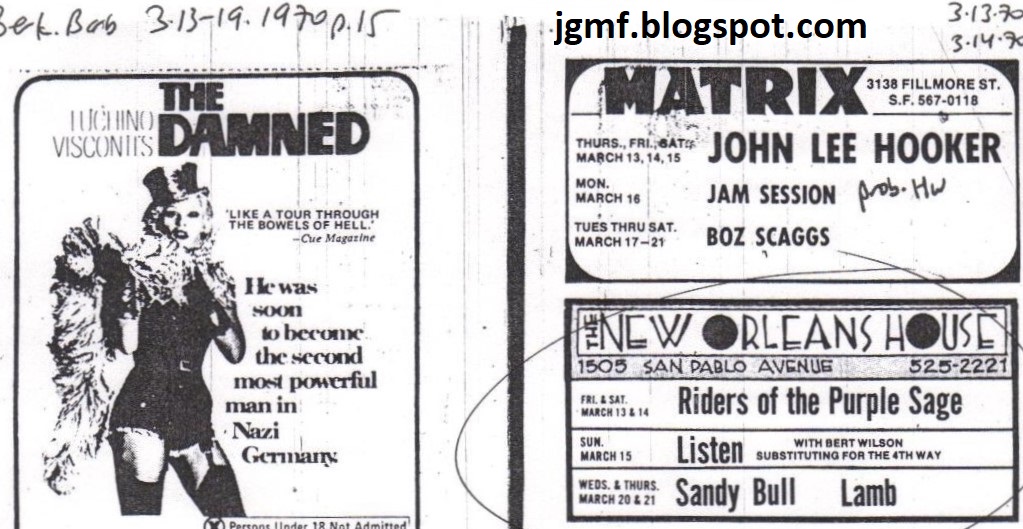 Berk. Barb 3.13-19.1970 p.15
jgmf.blogspot.com
3.13.70
3.14.70
THE
LUCHINO
VISCONTI'S DAMNED
'LIKE A TOUR THROUGH
THE BOWELS OF HELL.'
—Cue Magazine
He was
soon
to become
the second
most powerful
man in
Nazi
Germany.
Persons Under 18 Not Admitted
MATRIX 3138 FILLMORE ST.
S.F. 567-0118
THURS., FRI., SAT.
MARCH 13, 14, 15 JOHN LEE HOOKER
MON.
MARCH 16 JAM SESSION prob. HW
TUES THRU SAT.
MARCH 17–21 BOZ SCAGGS
THE NEW ORLEANS HOUSE
1505 SAN PABLO AVENUE 525-2221
FRI. & SAT.
MARCH 13 & 14 Riders of the Purple Sage
SUN.
MARCH 15 Listen WITH BERT WILSON
SUBSTITUTING FOR THE 4TH WAY
WEDS. & THURS.
MARCH 20 & 21 Sandy Bull Lamb